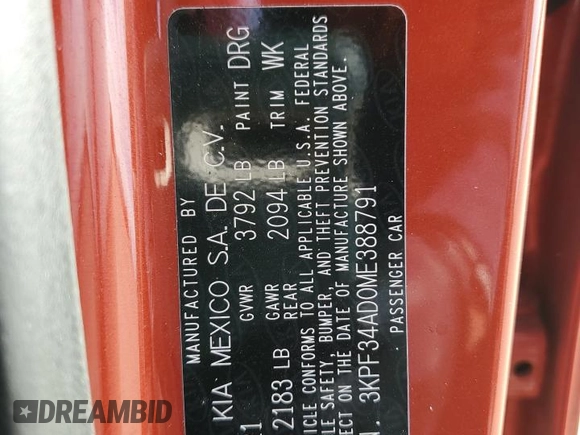 MANUFACTURED BY
KIA MEXICO S.A. DE C.V.
GVWR 3792 LB PAINT DRG
GAWR
2183 LB REAR 2094 LB TRIM WK
CONFORMS TO ALL APPLICABLE U.S.A. FEDERAL
SAFETY, BUMPER, AND THEFT PREVENTION STANDARDS
ON THE DATE OF MANUFACTURE SHOWN ABOVE.
3KPF34AD0ME388791
PASSENGER CAR
DREAMBID